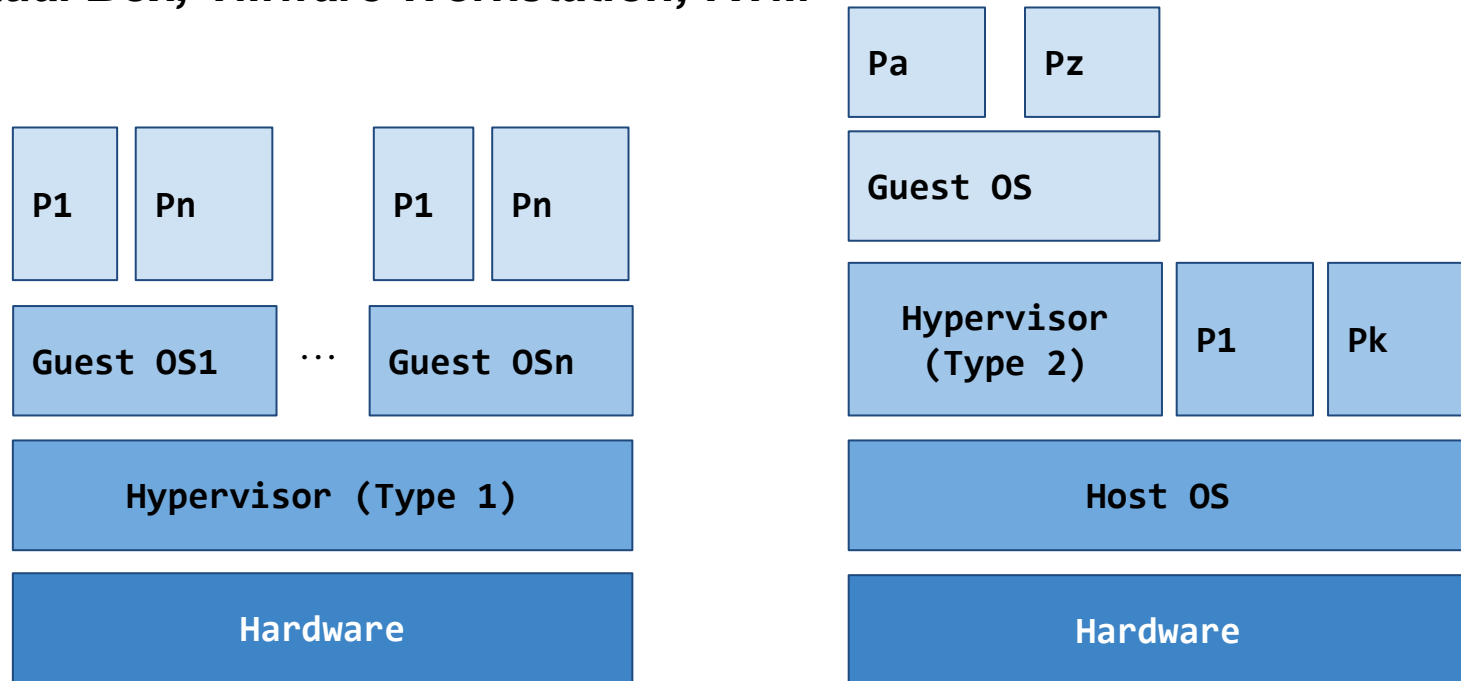 Pa Pz
P1 Pn P1 Pn
Guest OS
Guest OS1 ... Guest OSn
Hypervisor
(Type 2)
P1 Pk
Hypervisor (Type 1)
Host OS
Hardware
Hardware